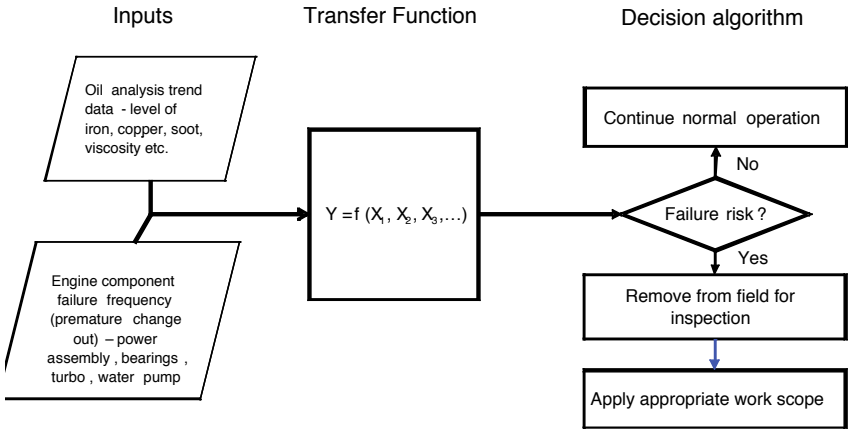 Inputs
Transfer Function
Decision algorithm
Oil analysis trend
data - level of
iron, copper, soot,
viscosity etc.
Engine component
failure frequency
(premature change
out) – power
assembly , bearings ,
turbo , water pump
Y = f (X₁, X₂, X₃,...)
Continue normal operation
No
Failure risk ?
Yes
Remove from field for
inspection
Apply appropriate work scope